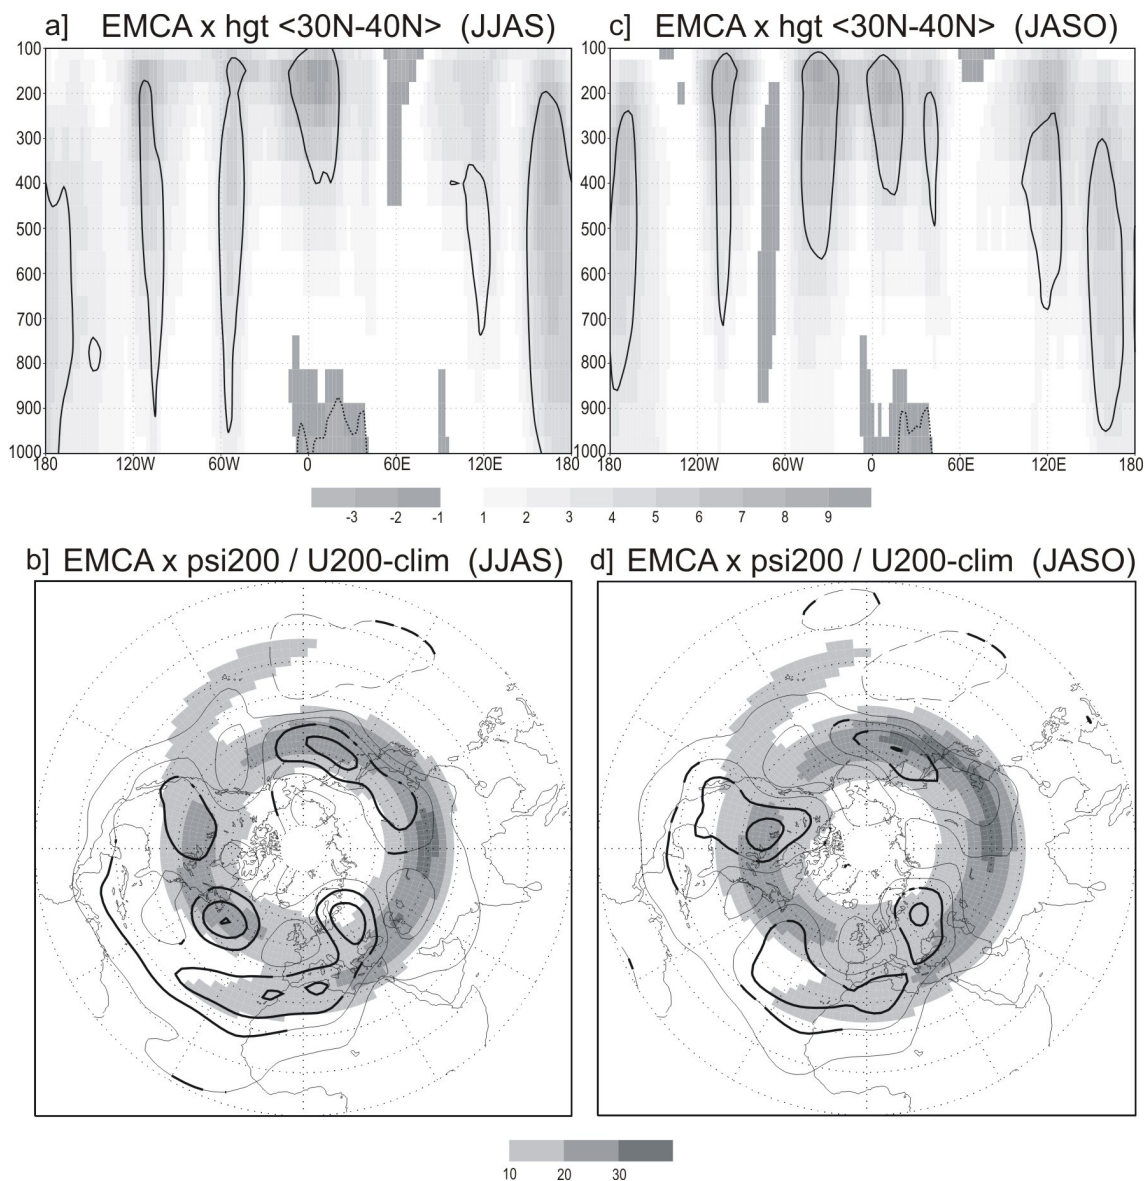 a] EMCA x hgt <30N-40N> (JJAS)
c] EMCA x hgt <30N-40N> (JASO)
100
200
300
400
500
600
700
800
900
1000
180 120W 60W 0 60E 120E 180
100
200
300
400
500
600
700
800
900
1000
180 120W 60W 0 60E 120E 180
-3 -2 -1 1 2 3 4 5 6 7 8 9
b] EMCA x psi200 / U200-clim (JJAS)
d] EMCA x psi200 / U200-clim (JASO)
10 20 30